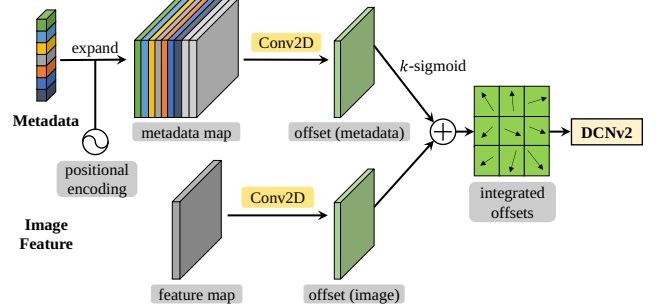 expand
Conv2D
k-sigmoid
Metadata
metadata map
offset (metadata)
DCNv2
positional
encoding
integrated
offsets
Image
Feature
Conv2D
feature map
offset (image)